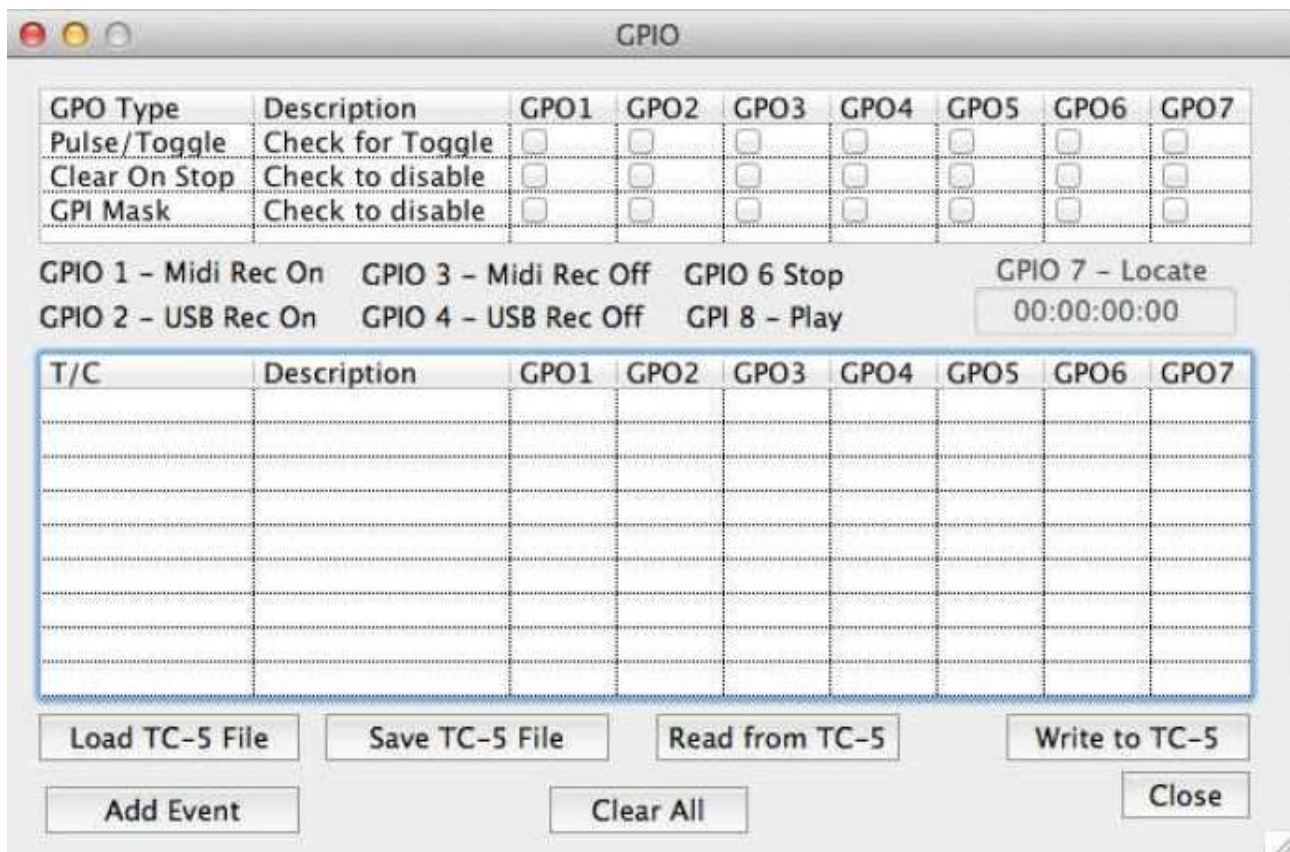 GPIO
GPO Type Description GPO1 GPO2 GPO3 GPO4 GPO5 GPO6 GPO7
Pulse/Toggle Check for Toggle
Clear On Stop Check to disable
GPI Mask Check to disable
GPIO 1 – Midi Rec On GPIO 3 – Midi Rec Off GPIO 6 Stop GPIO 7 – Locate
GPIO 2 – USB Rec On GPIO 4 – USB Rec Off GPI 8 – Play 00:00:00:00
T/C Description GPO1 GPO2 GPO3 GPO4 GPO5 GPO6 GPO7
Load TC-5 File Save TC-5 File Read from TC-5 Write to TC-5
Add Event Clear All Close